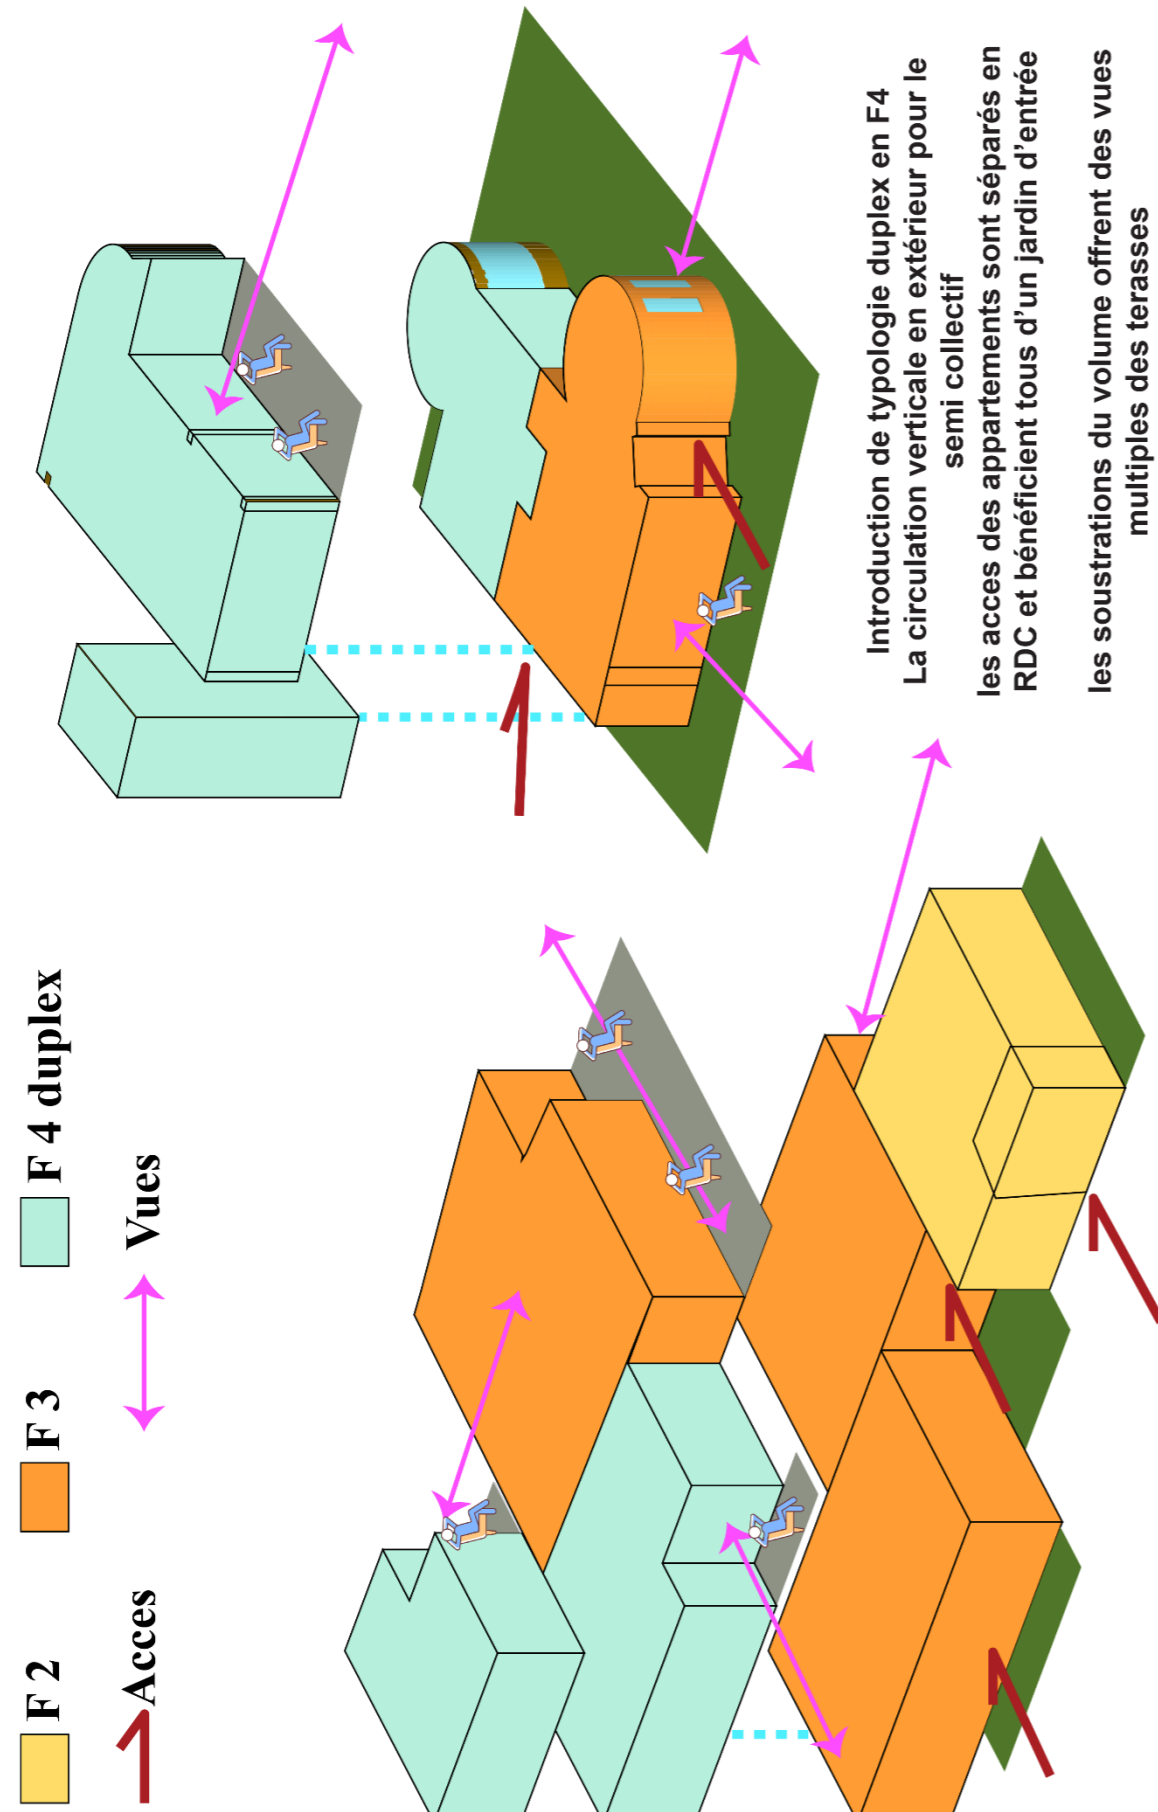 F 2
F 3
F 4 duplex
Acces
Vues
Introduction de typologie duplex en F4
La circulation verticale en extérieur pour le
semi collectif
les acces des appartements sont séparés en
RDC et bénéficient tous d'un jardin d'entrée
les soustrations du volume offrent des vues
multiples des terasses